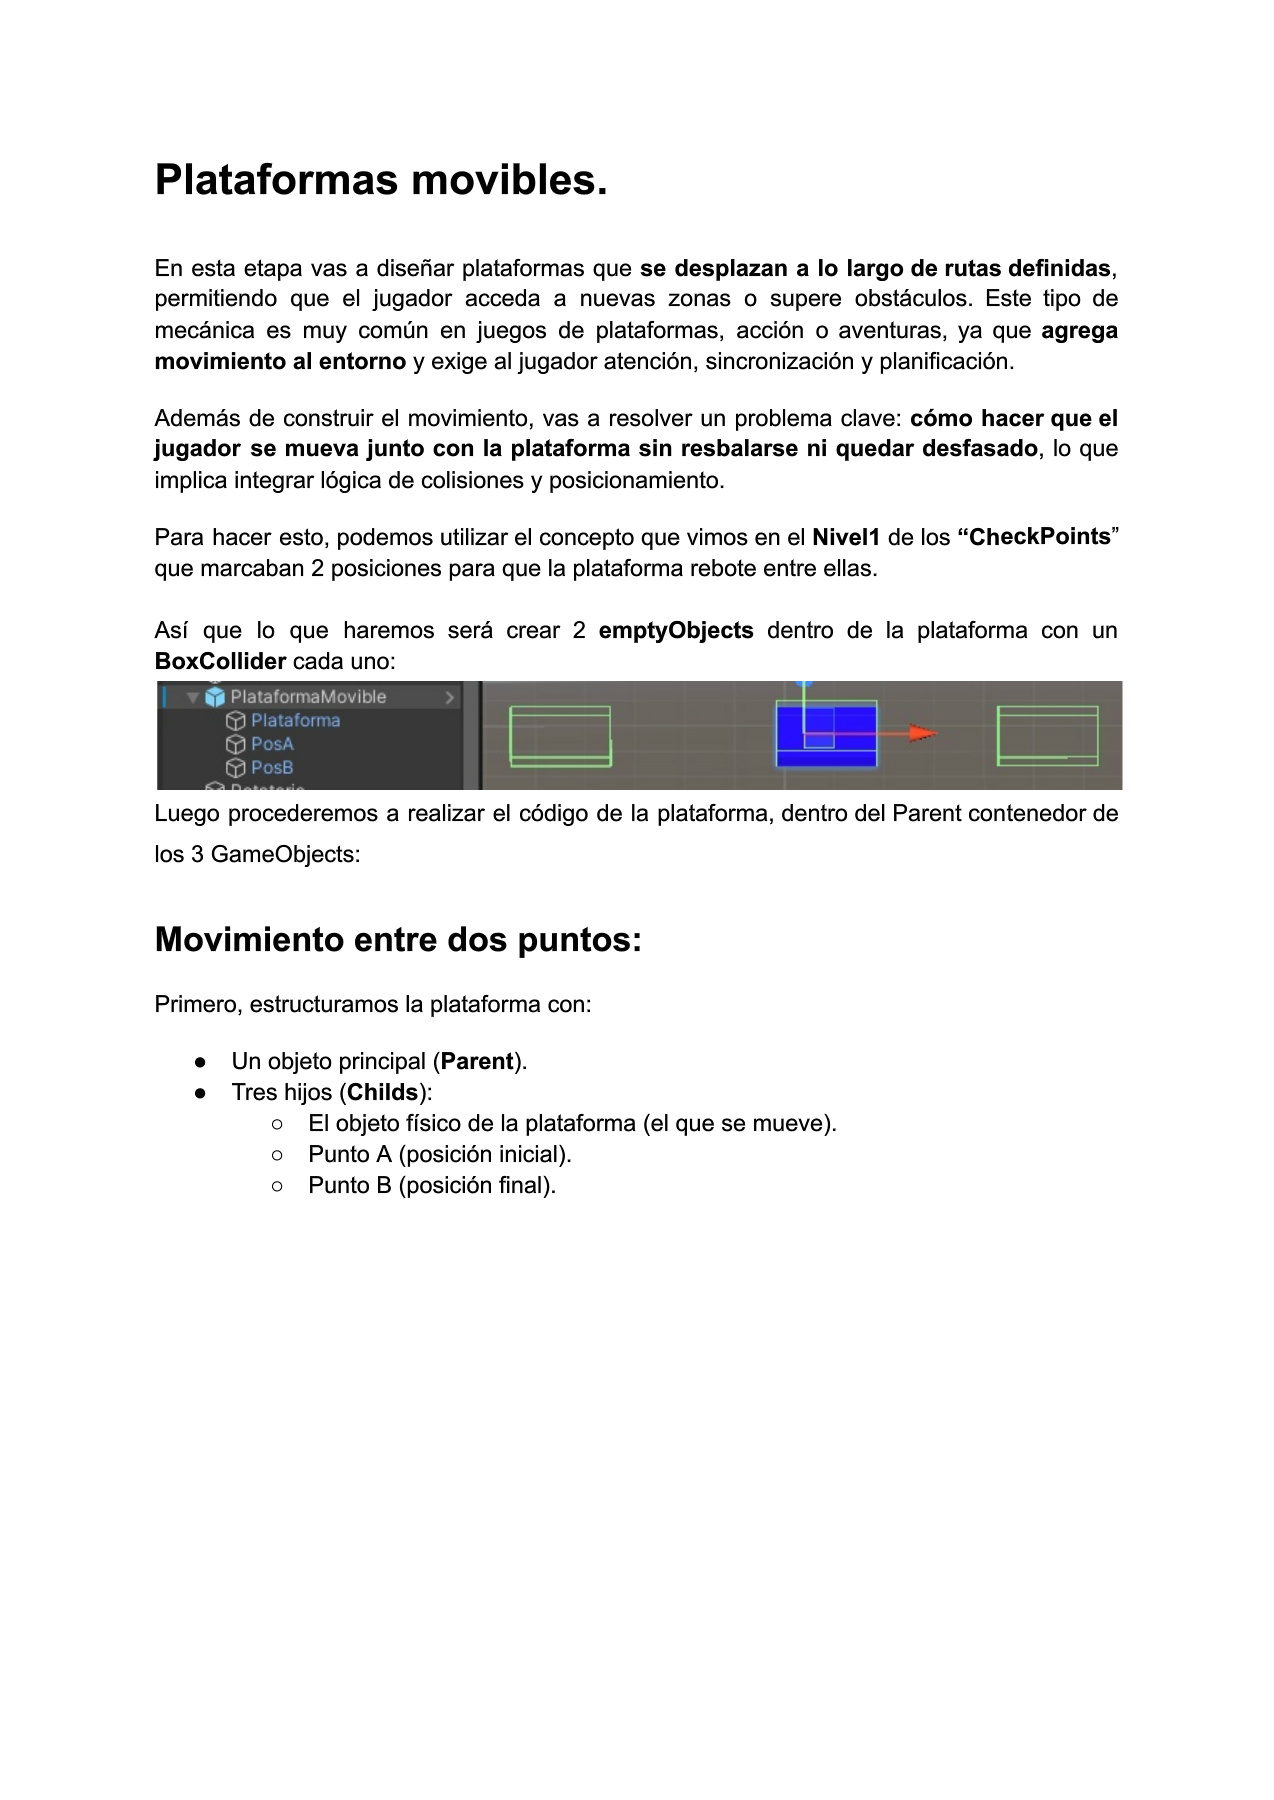 Plataformas movibles.
En esta etapa vas a diseñar plataformas que se desplazan a lo largo de rutas definidas,
permitiendo que el jugador acceda a nuevas zonas o supere obstáculos. Este tipo de
mecánica es muy común en juegos de plataformas, acción o aventuras, ya que agrega
movimiento al entorno y exige al jugador atención, sincronización y planificación.
Además de construir el movimiento, vas a resolver un problema clave: cómo hacer que el
jugador se mueva junto con la plataforma sin resbalarse ni quedar desfasado, lo que
implica integrar lógica de colisiones y posicionamiento.
Para hacer esto, podemos utilizar el concepto que vimos en el Nivel1 de los “CheckPoints”
que marcaban 2 posiciones para que la plataforma rebote entre ellas.
Así que lo que haremos será crear 2 emptyObjects dentro de la plataforma con un
BoxCollider cada uno:
PlataformaMovible
Plataforma
PosA
PosB
Luego procederemos a realizar el código de la plataforma, dentro del Parent contenedor de
los 3 GameObjects:
Movimiento entre dos puntos:
Primero, estructuramos la plataforma con:
● Un objeto principal (Parent).
● Tres hijos (Childs):
○ El objeto físico de la plataforma (el que se mueve).
○ Punto A (posición inicial).
○ Punto B (posición final).